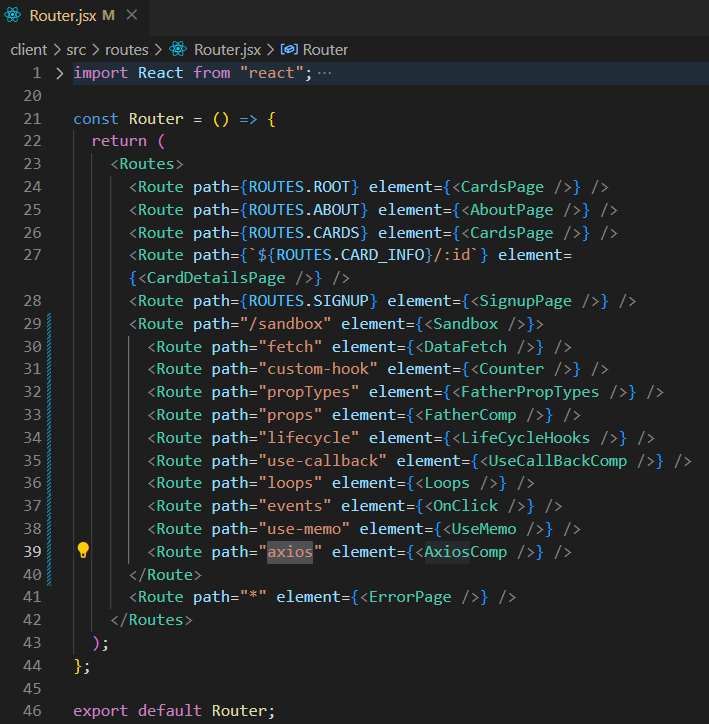 Router.jsx M ×
client > src > routes > Router.jsx > Router
1 > import React from "react"; ···
20
21 const Router = () => {
22 return (
23 <Routes>
24 <Route path={ROUTES.ROOT} element={<CardsPage />} />
25 <Route path={ROUTES.ABOUT} element={<AboutPage />} />
26 <Route path={ROUTES.CARDS} element={<CardsPage />} />
27 <Route path={`${ROUTES.CARD_INFO}/:id`} element=
{<CardDetailsPage />} />
28 <Route path={ROUTES.SIGNUP} element={<SignupPage />} />
29 <Route path="/sandbox" element={<Sandbox />}>
30 <Route path="fetch" element={<DataFetch />} />
31 <Route path="custom-hook" element={<Counter />} />
32 <Route path="propTypes" element={<FatherPropTypes />} />
33 <Route path="props" element={<FatherComp />} />
34 <Route path="lifecycle" element={<LifeCycleHooks />} />
35 <Route path="use-callback" element={<UseCallBackComp />} />
36 <Route path="loops" element={<Loops />} />
37 <Route path="events" element={<OnClick />} />
38 <Route path="use-memo" element={<UseMemo />} />
39 <Route path="axios" element={<AxiosComp />} />
40 </Route>
41 <Route path="*" element={<ErrorPage />} />
42 </Routes>
43 );
44 };
45
46 export default Router;